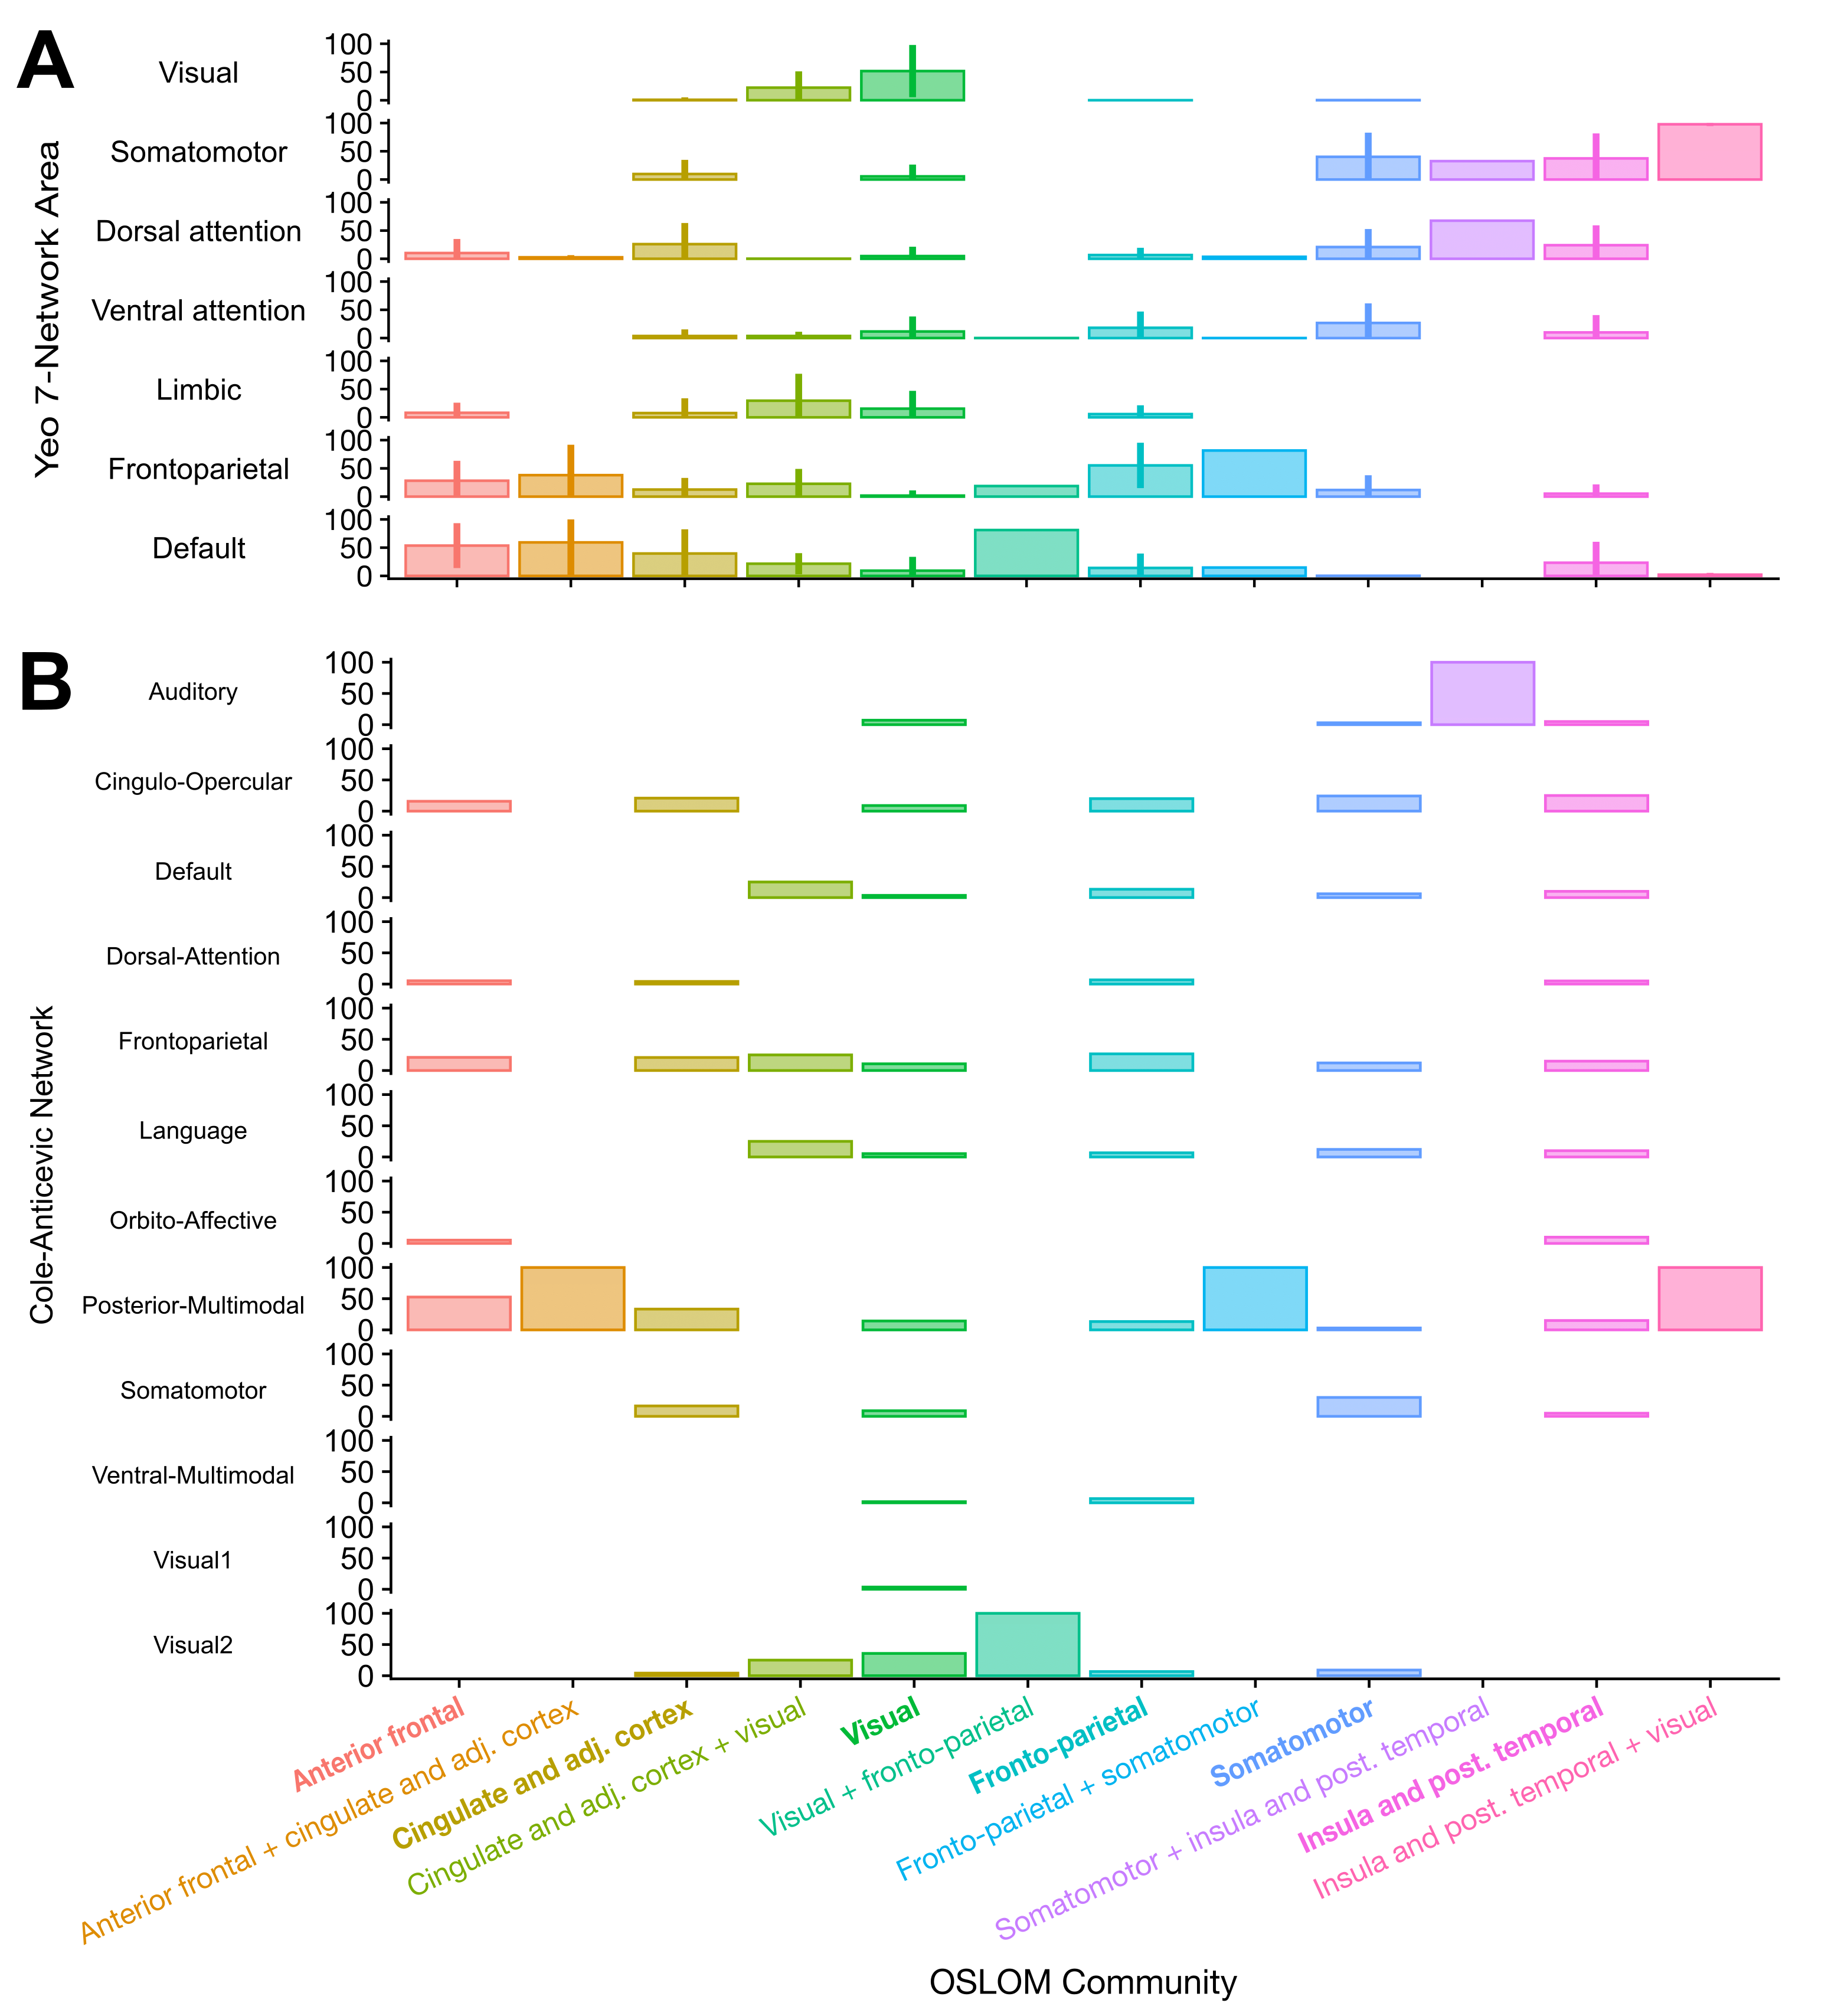 A
Yeo 7-Network Area
Visual
100
50
0
Somatomotor
100
50
0
Dorsal attention
100
50
0
Ventral attention
100
50
0
Limbic
100
50
0
Frontoparietal
100
50
0
Default
100
50
0
B
Cole-Anticevic Network
Auditory
100
50
0
Cingulo-Opercular
100
50
0
Default
100
50
0
Dorsal-Attention
100
50
0
Frontoparietal
100
50
0
Language
100
50
0
Orbito-Affective
100
50
0
Posterior-Multimodal
100
50
0
Somatomotor
100
50
0
Ventral-Multimodal
100
50
0
Visual1
100
50
0
Visual2
100
50
0
Anterior frontal
Anterior frontal + cingulate and adj. cortex
Cingulate and adj. cortex
Cingulate and adj. cortex + visual
Visual
Visual + fronto-parietal
Fronto-parietal
Fronto-parietal + somatomotor
Somatomotor
Somatomotor + insula and post. temporal
Insula and post. temporal
Insula and post. temporal + visual
OSLOM Community